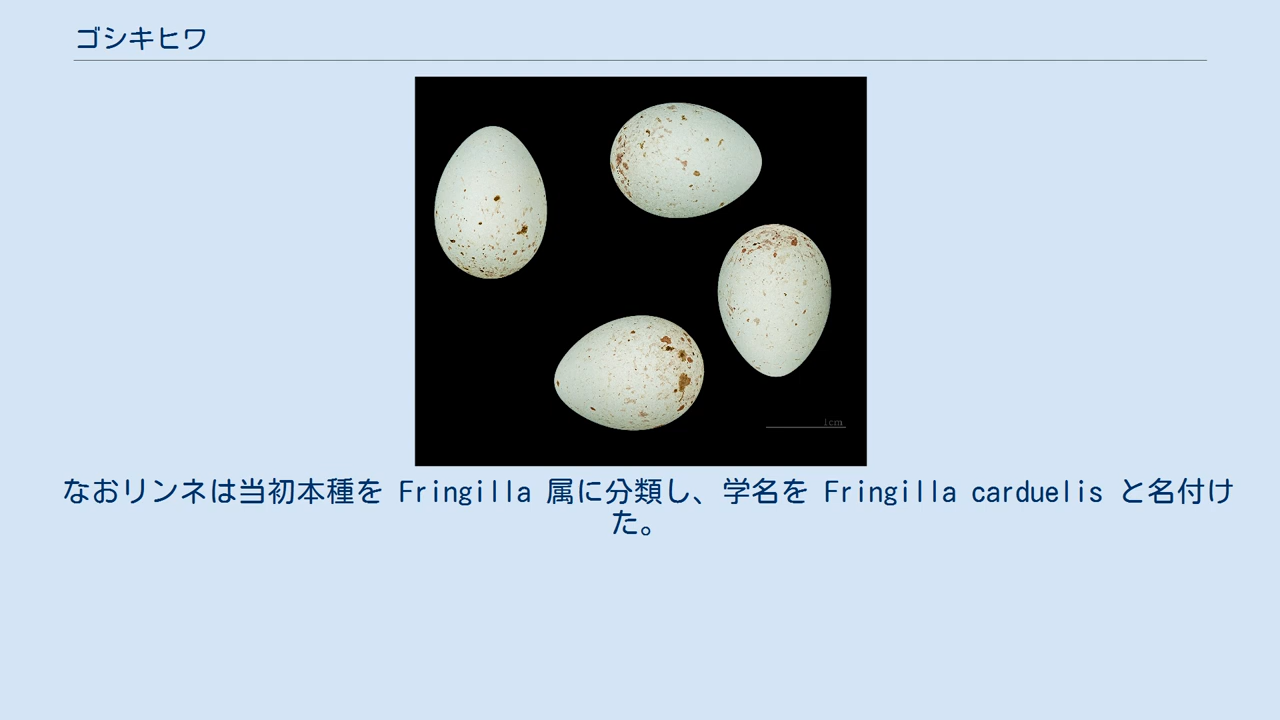 ゴシキヒワ
1cm
なおリンネは当初本種を Fringilla 属に分類し、学名を Fringilla carduelis と名付け
た。